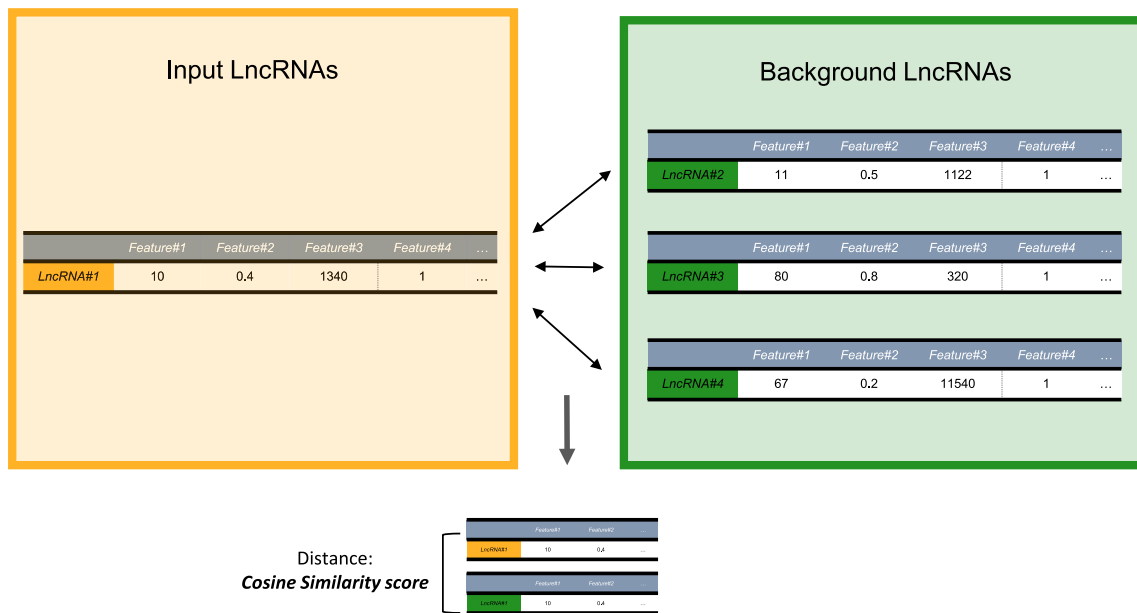 Input LncRNAs
Feature#1 Feature#2 Feature#3 Feature#4 ...
LncRNA#1 10 0.4 1340 1 ...
Background LncRNAs
Feature#1 Feature#2 Feature#3 Feature#4 ...
LncRNA#2 11 0.5 1122 1 ...
Feature#1 Feature#2 Feature#3 Feature#4 ...
LncRNA#3 80 0.8 320 1 ...
Feature#1 Feature#2 Feature#3 Feature#4 ...
LncRNA#4 67 0.2 11540 1 ...
Distance:
Cosine Similarity score
Feature#1 Feature#2 ...
LncRNA#1 10 0.4 ...
Feature#1 Feature#2 ...
LncRNA#1 10 0.4 ...